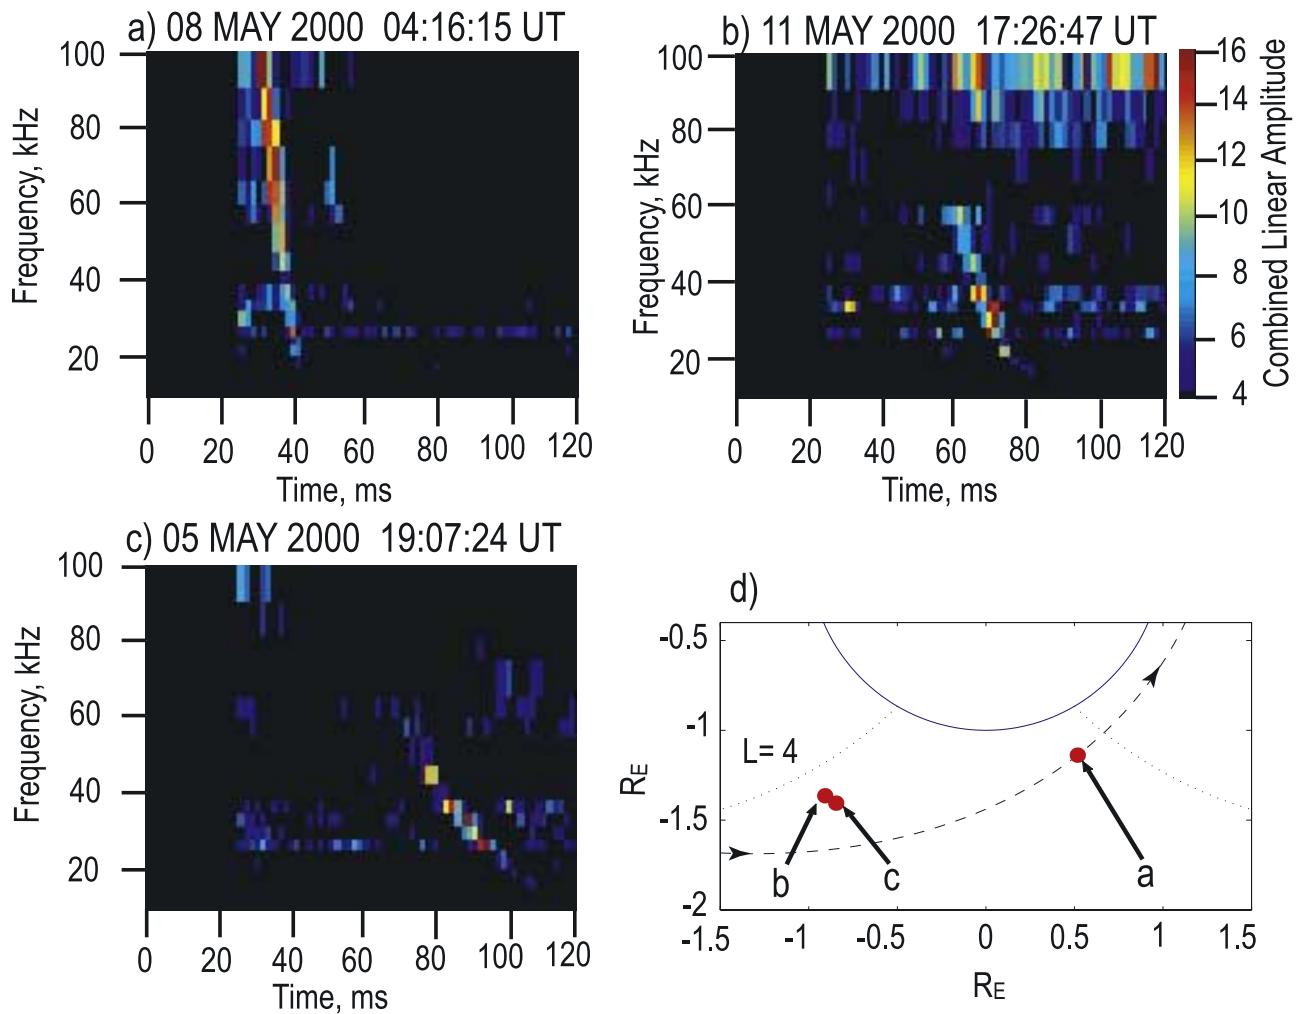 a) 08 MAY 2000 04:16:15 UT
100
80
60
40
20
Frequency, kHz
0 20 40 60 80 100 120
Time, ms
b) 11 MAY 2000 17:26:47 UT
100
80
60
40
20
Frequency, kHz
0 20 40 60 80 100 120
Time, ms
16
14
12
10
8
6
4
Combined Linear Amplitude
c) 05 MAY 2000 19:07:24 UT
100
80
60
40
20
Frequency, kHz
0 20 40 60 80 100 120
Time, ms
d)
-0.5
-1
-1.5
-2
RE
L= 4
b
c
a
-1.5 -1 -0.5 0 0.5 1 1.5
RE